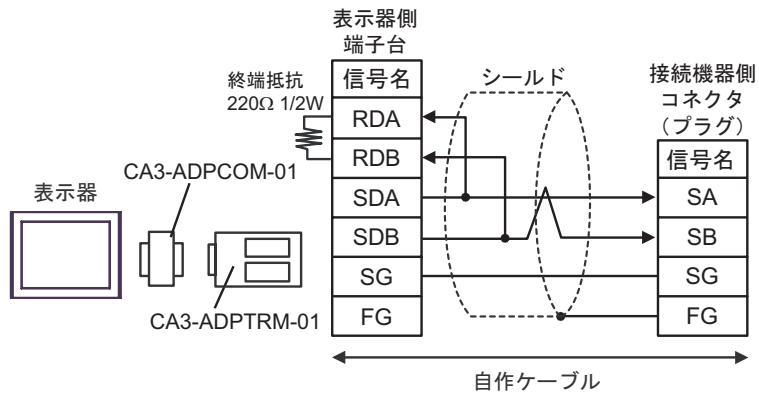 表示器側
端子台
信号名
RDA
RDB
SDA
SDB
SG
FG
終端抵抗
220Ω 1/2W
CA3-ADPCOM-01
表示器
CA3-ADPTRM-01
シールド
接続機器側
コネクタ
(プラグ)
信号名
SA
SB
SG
FG
自作ケーブル